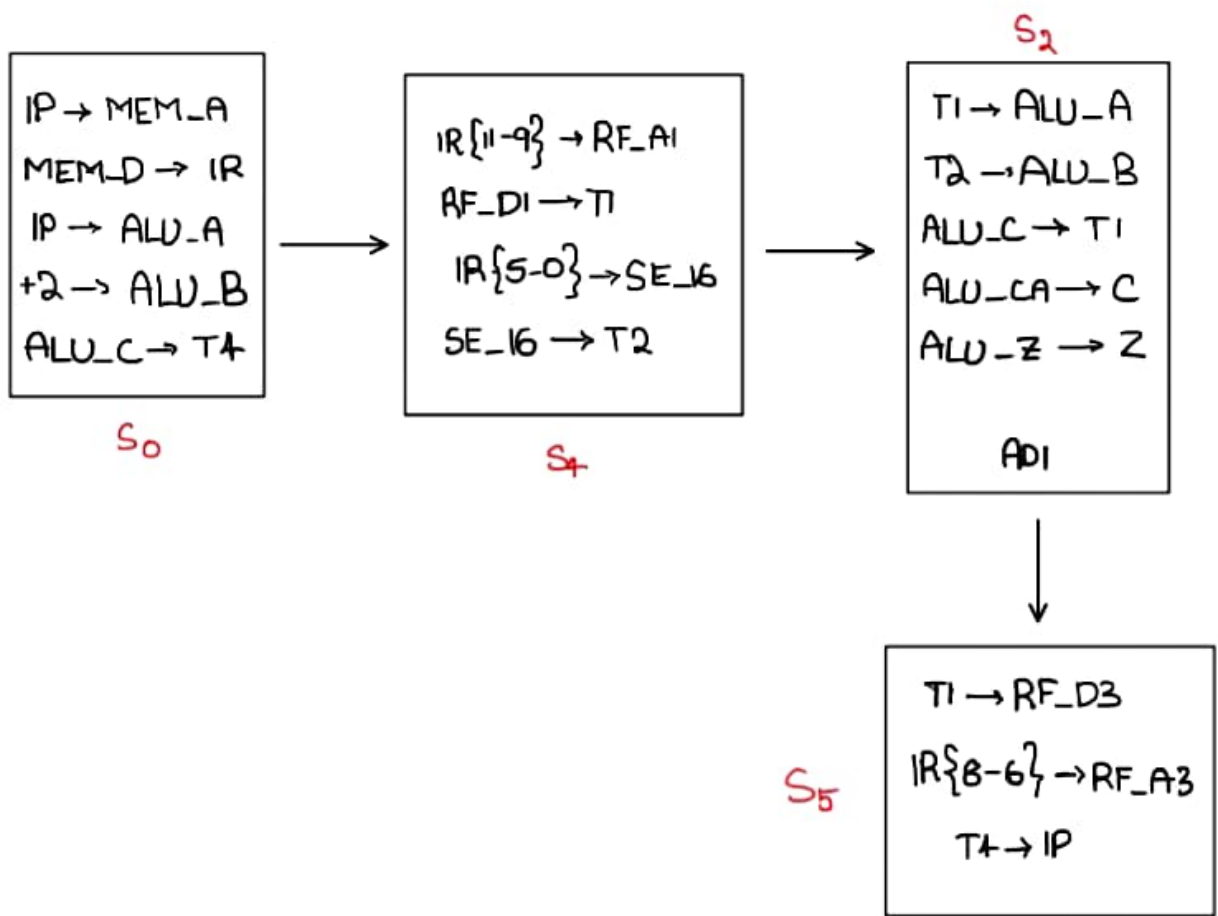 IP → MEM_A
MEM_D → IR
IP → ALU_A
+2 → ALU_B
ALU_C → T4
S0
IR{11-9} → RF_A1
RF_D1 → T1
IR{5-0} → SE_16
SE_16 → T2
S4
S2
T1 → ALU_A
T2 → ALU_B
ALU_C → T1
ALU_CA → C
ALU_Z → Z
ADI
S5
T1 → RF_D3
IR{8-6} → RF_A3
T4 → IP